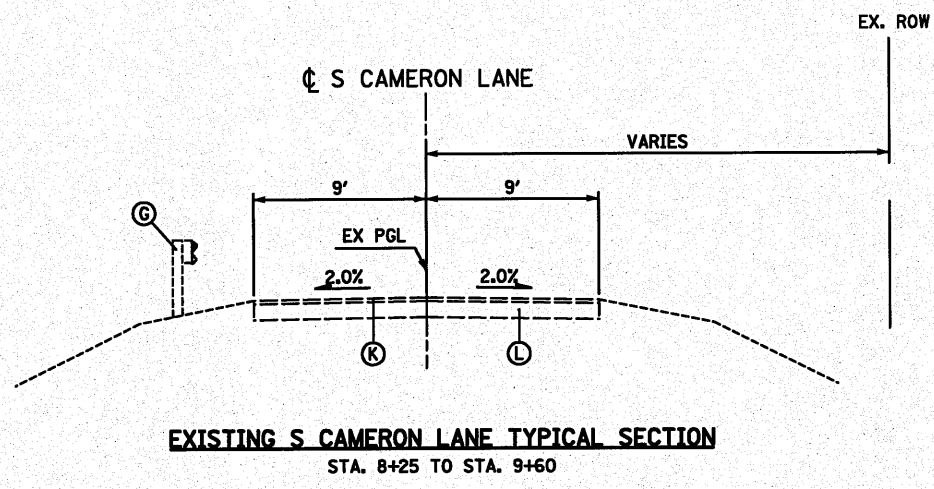 EX. ROW
℄ S CAMERON LANE
VARIES
9' 9'
G
EX PGL
2.0% 2.0%
K L
EXISTING S CAMERON LANE TYPICAL SECTION
STA. 8+25 TO STA. 9+60